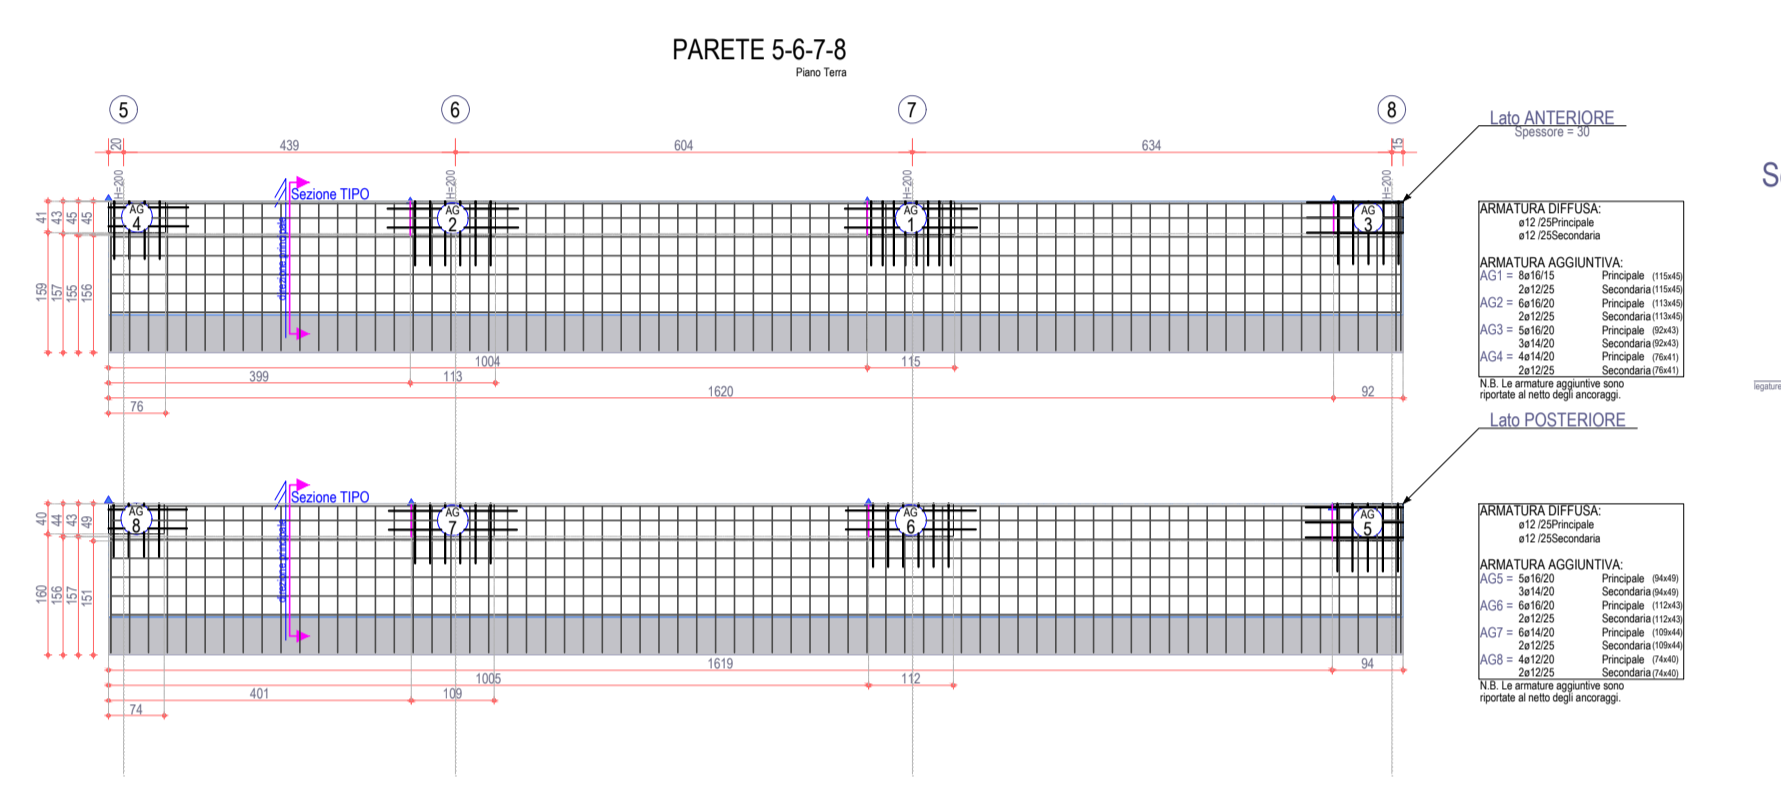 PARETE 5-6-7-8
Piano Terra
5 6 7 8
20 439 604 634 15
Lato ANTERIORE
Spessore = 30
H=200 H=200 H=200 H=200
Sezione TIPO
direzione principale
AG 4
AG 2
AG 1
AG 3
41 43 45 45
159 157 155 156
1004 115
399 113
1620 92
76
ARMATURA DIFFUSA:
ø12 /25Principale
ø12 /25Secondaria
ARMATURA AGGIUNTIVA:
AG1 = 8ø16/15 Principale (115x45)
2ø12/25 Secondaria (115x45)
AG2 = 6ø16/20 Principale (113x45)
2ø12/25 Secondaria (113x45)
AG3 = 5ø16/20 Principale (92x43)
3ø14/20 Secondaria (92x43)
AG4 = 4ø14/20 Principale (76x41)
2ø12/25 Secondaria (76x41)
N.B. Le armature aggiuntive sono
riportate al netto degli ancoraggi.
Lato POSTERIORE
Sezione TIPO
direzione principale
AG 8
AG 7
AG 6
AG 5
40 44 43 49
160 156 157 151
1619 94
1005 112
401 109
74
ARMATURA DIFFUSA:
ø12 /25Principale
ø12 /25Secondaria
ARMATURA AGGIUNTIVA:
AG5 = 5ø16/20 Principale (94x49)
3ø14/20 Secondaria (94x49)
AG6 = 6ø16/20 Principale (112x43)
2ø12/25 Secondaria (112x43)
AG7 = 6ø14/20 Principale (109x44)
2ø12/25 Secondaria (109x44)
AG8 = 4ø12/20 Principale (74x40)
2ø12/25 Secondaria (74x40)
N.B. Le armature aggiuntive sono
riportate al netto degli ancoraggi.
S
legature